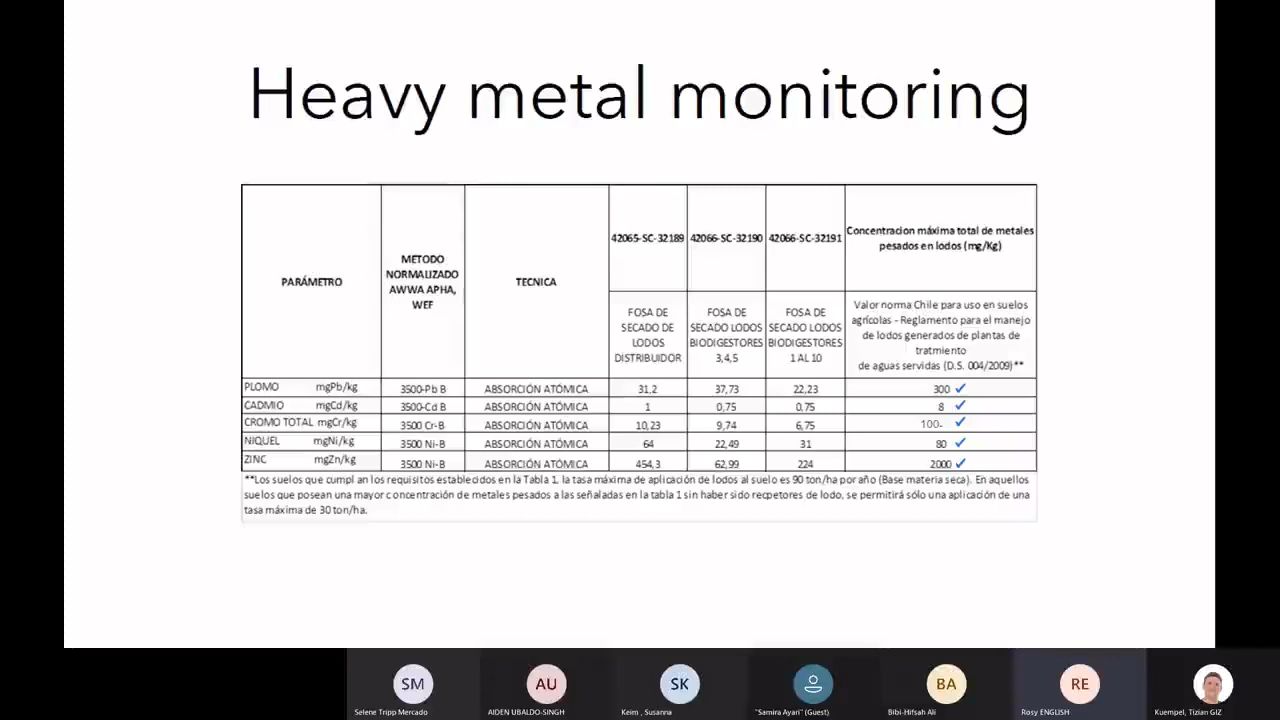 Heavy metal monitoring
PARÁMETRO
METODO
NORMALIZADO
AWWA APHA,
WEF
TECNICA
42065-SC-32189
42066-SC-32190
42066-SC-32191
Concentracion máxima total de metales
pesados en lodos (mg/Kg)
FOSA DE
SECADO DE
LODOS
DISTRIBUIDOR
FOSA DE
SECADO LODOS
BIODIGESTORES
3,4,5
FOSA DE
SECADO LODOS
BIODIGESTORES
1 AL 10
Valor norma Chile para uso en suelos
agrícolas - Reglamento para el manejo
de lodos generados de plantas de
tratmiento
de aguas servidas (D.S. 004/2009)**
PLOMO mgPb/kg 3500-Pb B ABSORCIÓN ATÓMICA 31,2 37,73 22,23 300 ✓
CADMIO mgCd/kg 3500-Cd B ABSORCIÓN ATÓMICA 1 0,75 0,75 8 ✓
CROMO TOTAL mgCr/kg 3500 Cr-B ABSORCIÓN ATÓMICA 10,23 9,74 6,75 100- ✓
NIQUEL mgNi/kg 3500 Ni-B ABSORCIÓN ATÓMICA 64 22,49 31 80 ✓
ZINC mgZn/kg 3500 Ni-B ABSORCIÓN ATÓMICA 454,3 62,99 224 2000 ✓
**Los suelos que cumplan los requisitos establecidos en la Tabla 1, la tasa máxima de aplicación de lodos al suelo es 90 ton/ha por año (Base materia seca). En aquellos
suelos que posean una mayor concentración de metales pesados a las señaladas en la tabla 1 sin haber sido recpetores de lodo, se permitirá sólo una aplicación de una
tasa máxima de 30 ton/ha.
SM
AU
SK
BA
RE
Selene Tripp Mercado
AIDEN UBALDO-SINGH
Keim , Susanna
"Samira Ayari" (Guest)
Bibi-Hifsah Ali
Rosy ENGLISH
Kuempel, Tizian GIZ